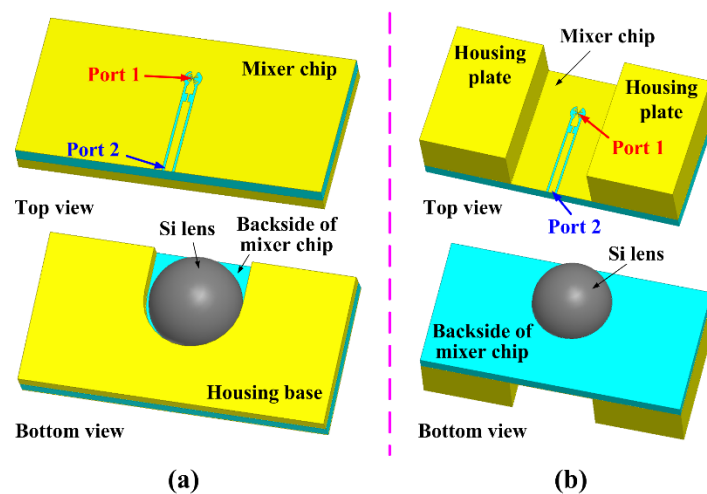 Mixer chip
Port 1
Port 2
Top view
Si lens
Backside of
mixer chip
Housing base
Bottom view
(a)
Housing
plate
Mixer chip
Housing
plate
Port 1
Top view
Port 2
Si lens
Backside of
mixer chip
Bottom view
(b)